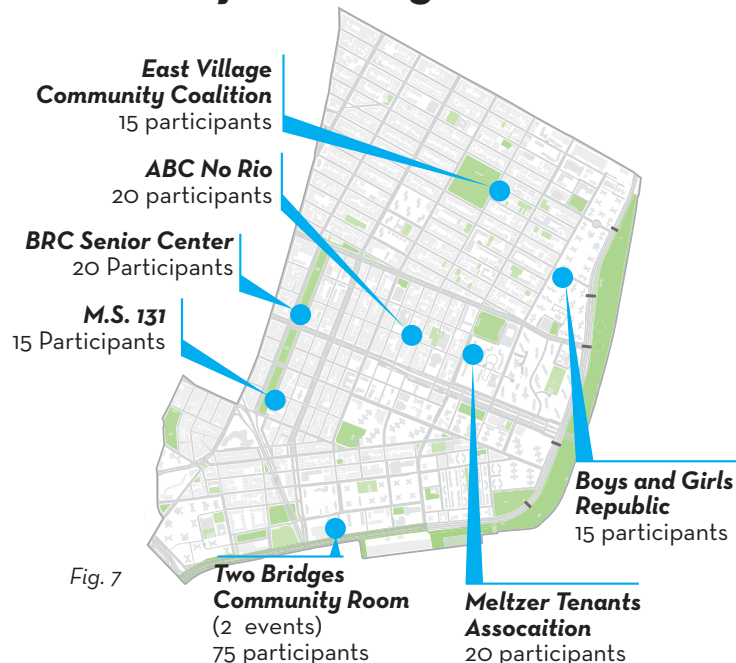 East Village
Community Coalition
15 participants
ABC No Rio
20 participants
BRC Senior Center
20 Participants
M.S. 131
15 Participants
Boys and Girls
Republic
15 participants
Fig. 7
Two Bridges
Community Room
(2 events)
75 participants
Meltzer Tenants
Assocaition
20 participants